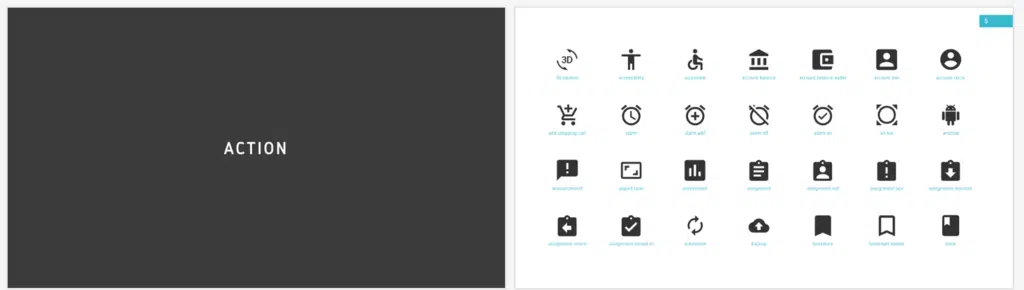 ACTION
5
3D
3d rotation
accessibility
accessible
account balance
account balance wallet
account box
account circle
add shopping cart
alarm
alarm add
alarm off
alarm on
all out
android
announcement
aspect ratio
assessment
assignment
assignment ind
assignment late
assignment returned
assignment return
assignment turned in
autorenew
backup
bookmark
bookmark border
book